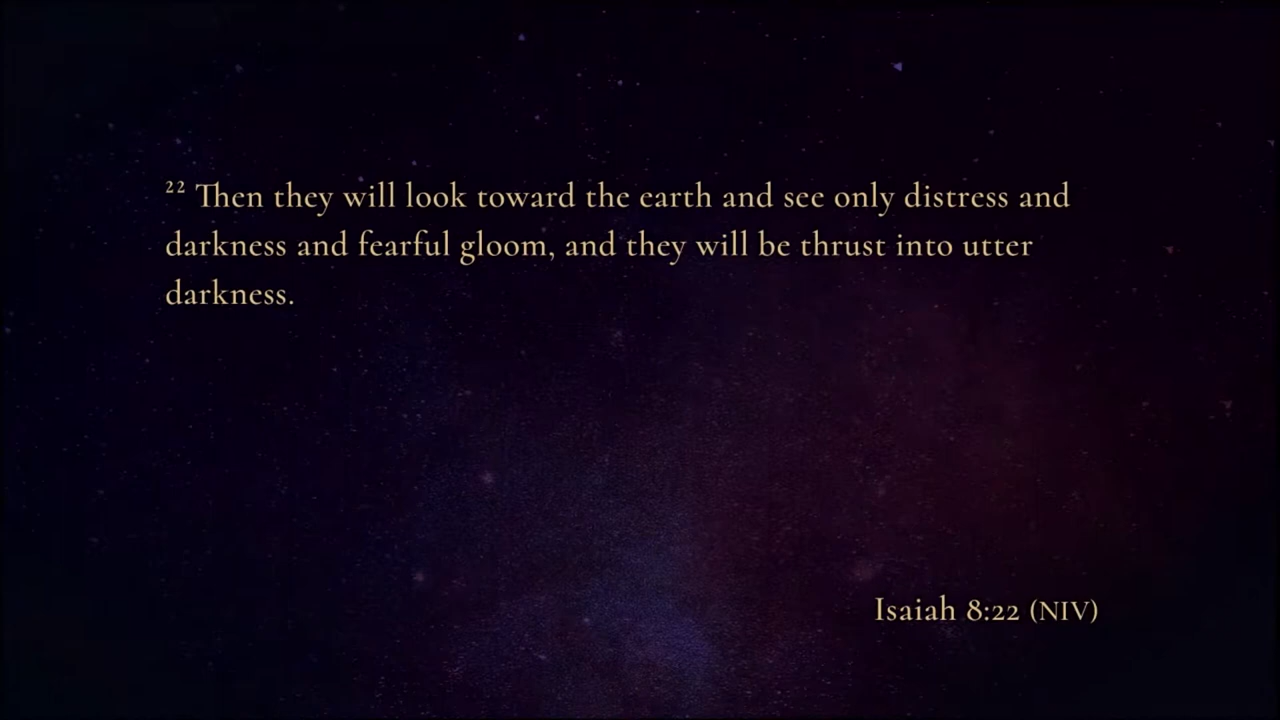 22 Then they will look toward the earth and see only distress and
darkness and fearful gloom, and they will be thrust into utter
darkness.
Isaiah 8:22 (NIV)